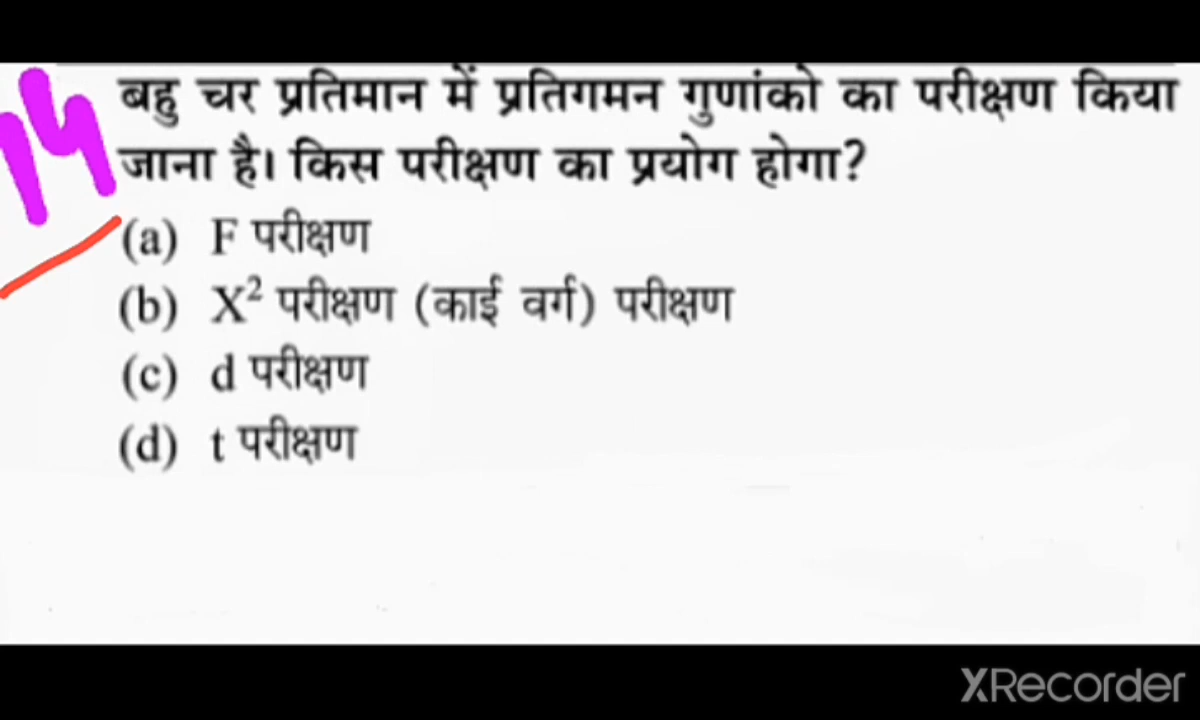 14
बहु चर प्रतिमान में प्रतिगमन गुणांको का परीक्षण किया
जाना है। किस परीक्षण का प्रयोग होगा?
(a) F परीक्षण
(b) X² परीक्षण (काई वर्ग) परीक्षण
(c) d परीक्षण
(d) t परीक्षण
XRecorder